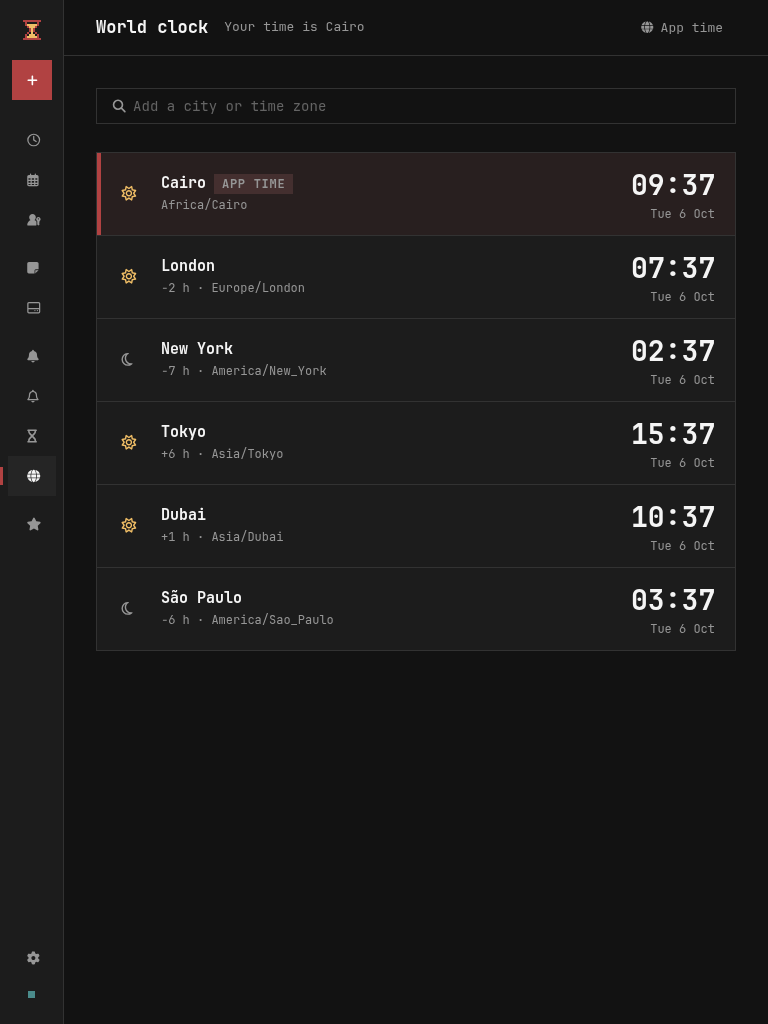 World clock
Your time is Cairo
App time
+
Add a city or time zone
Cairo APP TIME
Africa/Cairo
09:37
Tue 6 Oct
London
-2 h · Europe/London
07:37
Tue 6 Oct
New York
-7 h · America/New_York
02:37
Tue 6 Oct
Tokyo
+6 h · Asia/Tokyo
15:37
Tue 6 Oct
Dubai
+1 h · Asia/Dubai
10:37
Tue 6 Oct
São Paulo
-6 h · America/Sao_Paulo
03:37
Tue 6 Oct